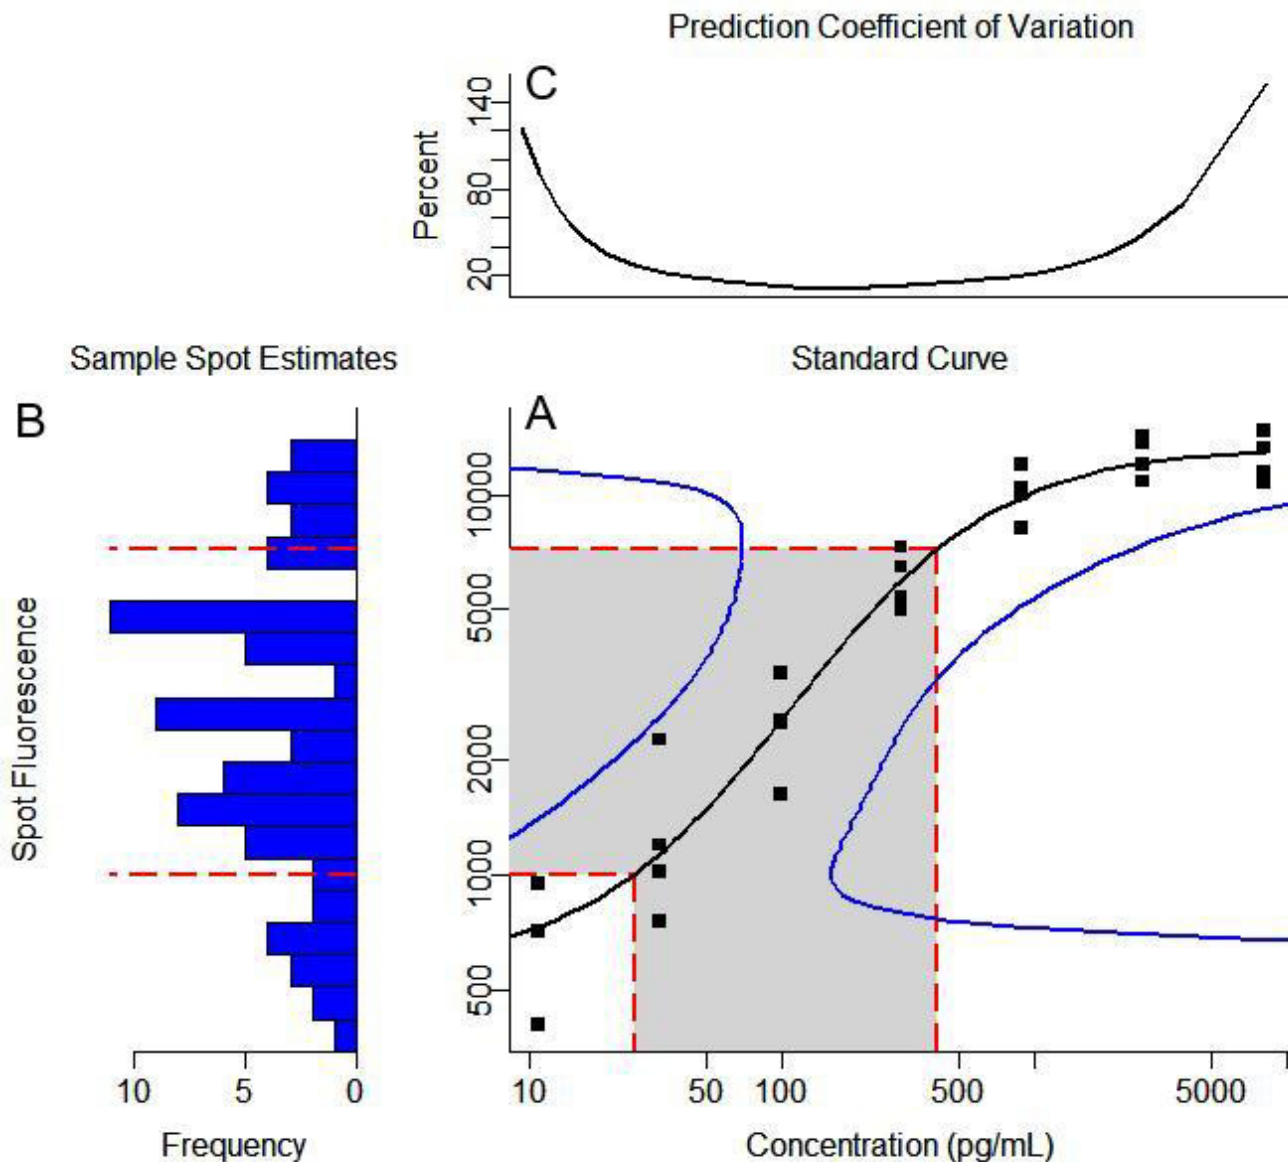 Prediction Coefficient of Variation
C
Percent
140
80
20
Sample Spot Estimates
Standard Curve
B
A
Spot Fluorescence
10000
5000
2000
1000
500
10 5 0
10 50 100 500 5000
Frequency
Concentration (pg/mL)